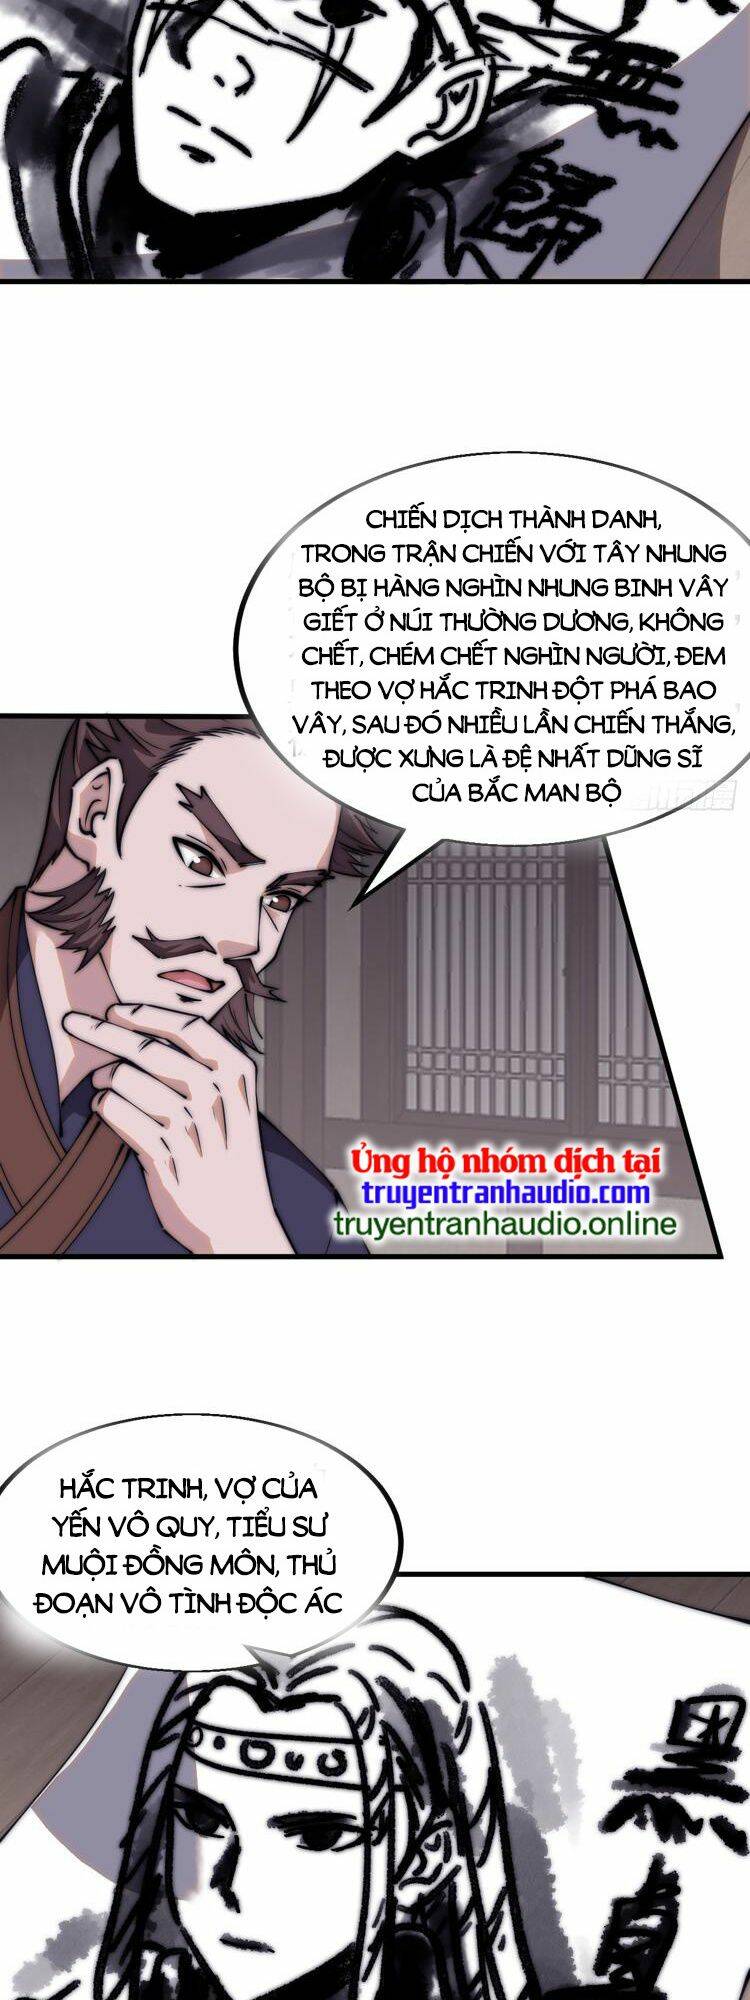 無
歸
CHIẾN DỊCH THÀNH DANH,
TRONG TRẬN CHIẾN VỚI TÂY NHUNG
BỘ BỊ HÀNG NGHÌN NHUNG BINH VÂY
GIẾT Ở NÚI THƯỜNG DƯƠNG, KHÔNG
CHẾT, CHÉM CHẾT NGHÌN NGƯỜI, ĐEM
THEO VỢ HẮC TRINH ĐỘT PHÁ BAO
VÂY, SAU ĐÓ NHIỀU LẦN CHIẾN THẮNG,
ĐƯỢC XƯNG LÀ ĐỆ NHẤT DŨNG SĨ
CỦA BẮC MAN BỘ
Ủng hộ nhóm dịch tại
truyentranhaudio.com
truyentranhaudio.online
HẮC TRINH, VỢ CỦA
YẾN VÔ QUY, TIỂU SƯ
MUỘI ĐỒNG MÔN, THỦ
ĐOẠN VÔ TÌNH ĐỘC ÁC
黑
貞